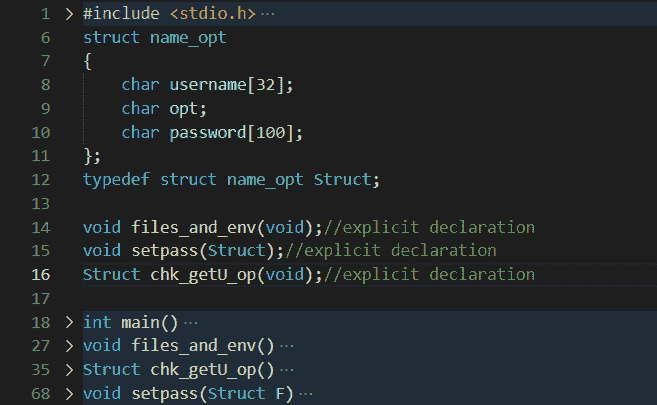 1 > #include <stdio.h> ...
6 struct name_opt
7 {
8 char username[32];
9 char opt;
10 char password[100];
11 };
12 typedef struct name_opt Struct;
13
14 void files_and_env(void);//explicit declaration
15 void setpass(Struct);//explicit declaration
16 Struct chk_getU_op(void);//explicit declaration
17
18 > int main() ...
27 > void files_and_env() ...
35 > Struct chk_getU_op() ...
68 > void setpass(Struct F) ...